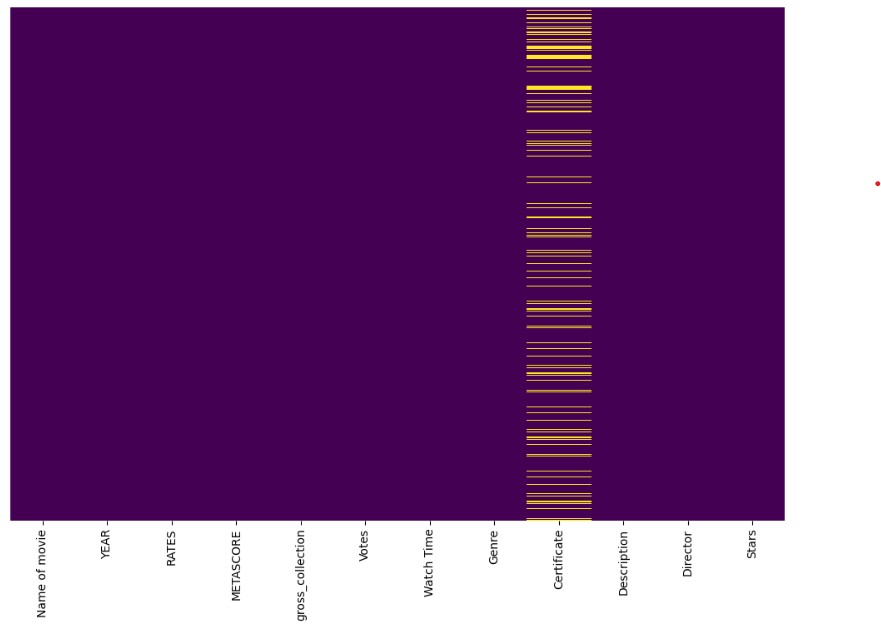 Name of movie
YEAR
RATES
METASCORE
gross_collection
Votes
Watch Time
Genre
Certificate
Description
Director
Stars